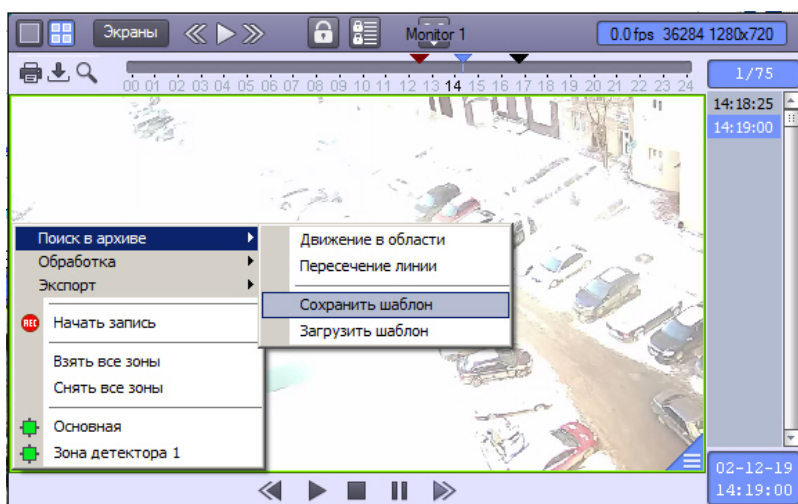 Экраны
Monitor 1
0.0 fps 36284 1280x720
00 01 02 03 04 05 06 07 08 09 10 11 12 13 14 15 16 17 18 19 20 21 22 23 24
1/75
14:18:25
14:19:00
Поиск в архиве
Обработка
Экспорт
REC Начать запись
Взять все зоны
Снять все зоны
Основная
Зона детектора 1
Движение в области
Пересечение линии
Сохранить шаблон
Загрузить шаблон
02-12-19
14:19:00